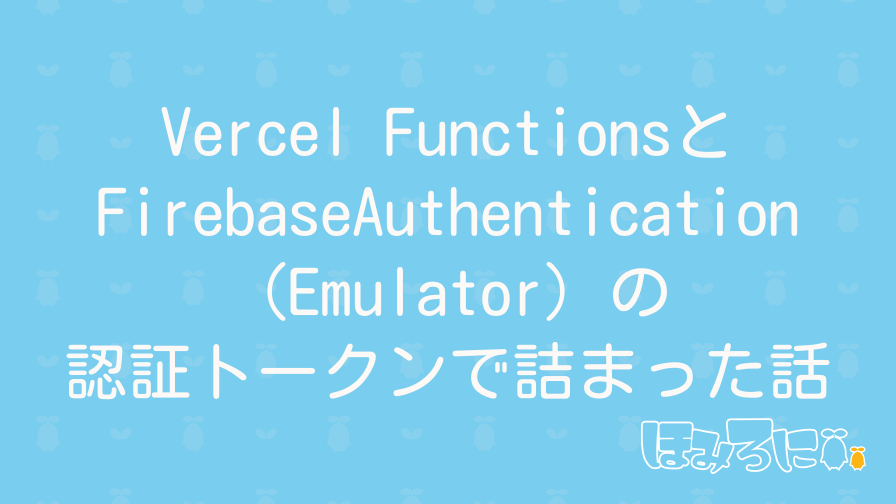 Vercel Functionsと
FirebaseAuthentication
（Emulator）の
認証トークンで詰まった話
ほみろに